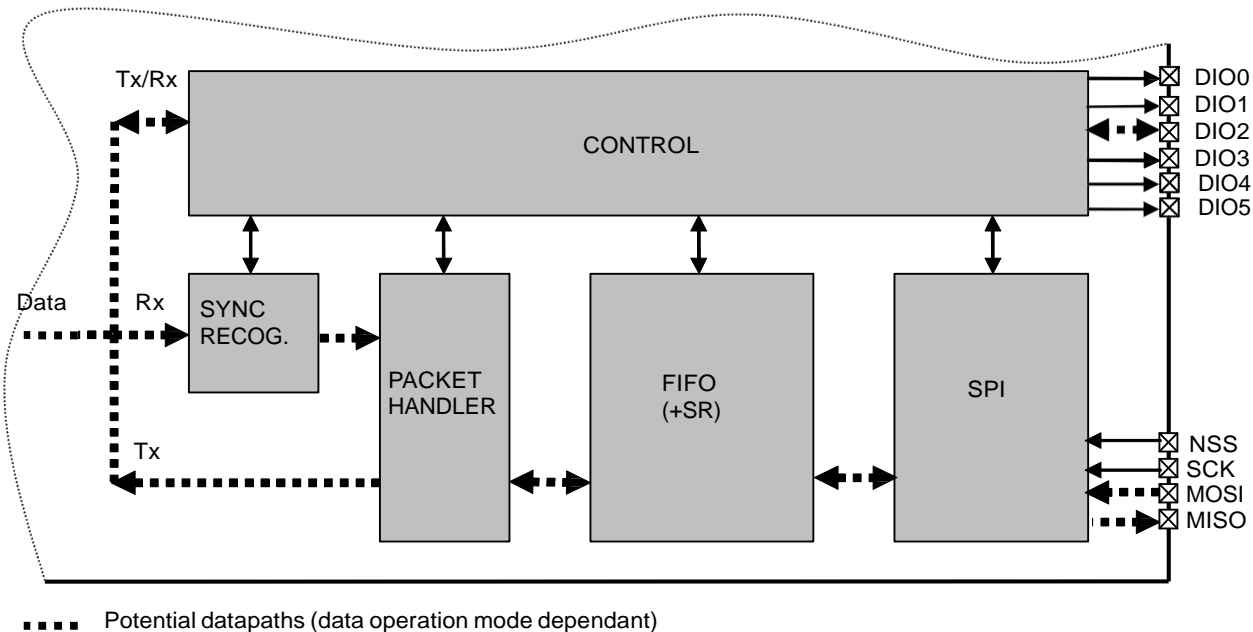 Tx/Rx
CONTROL
DIO0
DIO1
DIO2
DIO3
DIO4
DIO5
Data
Rx
SYNC
RECOG.
PACKET
HANDLER
FIFO
(+SR)
SPI
Tx
NSS
SCK
MOSI
MISO
Potential datapaths (data operation mode dependant)